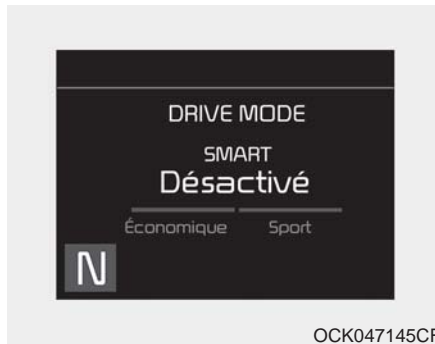 DRIVE MODE
SMART
Désactivé
Économique Sport
N
OCK047145CF